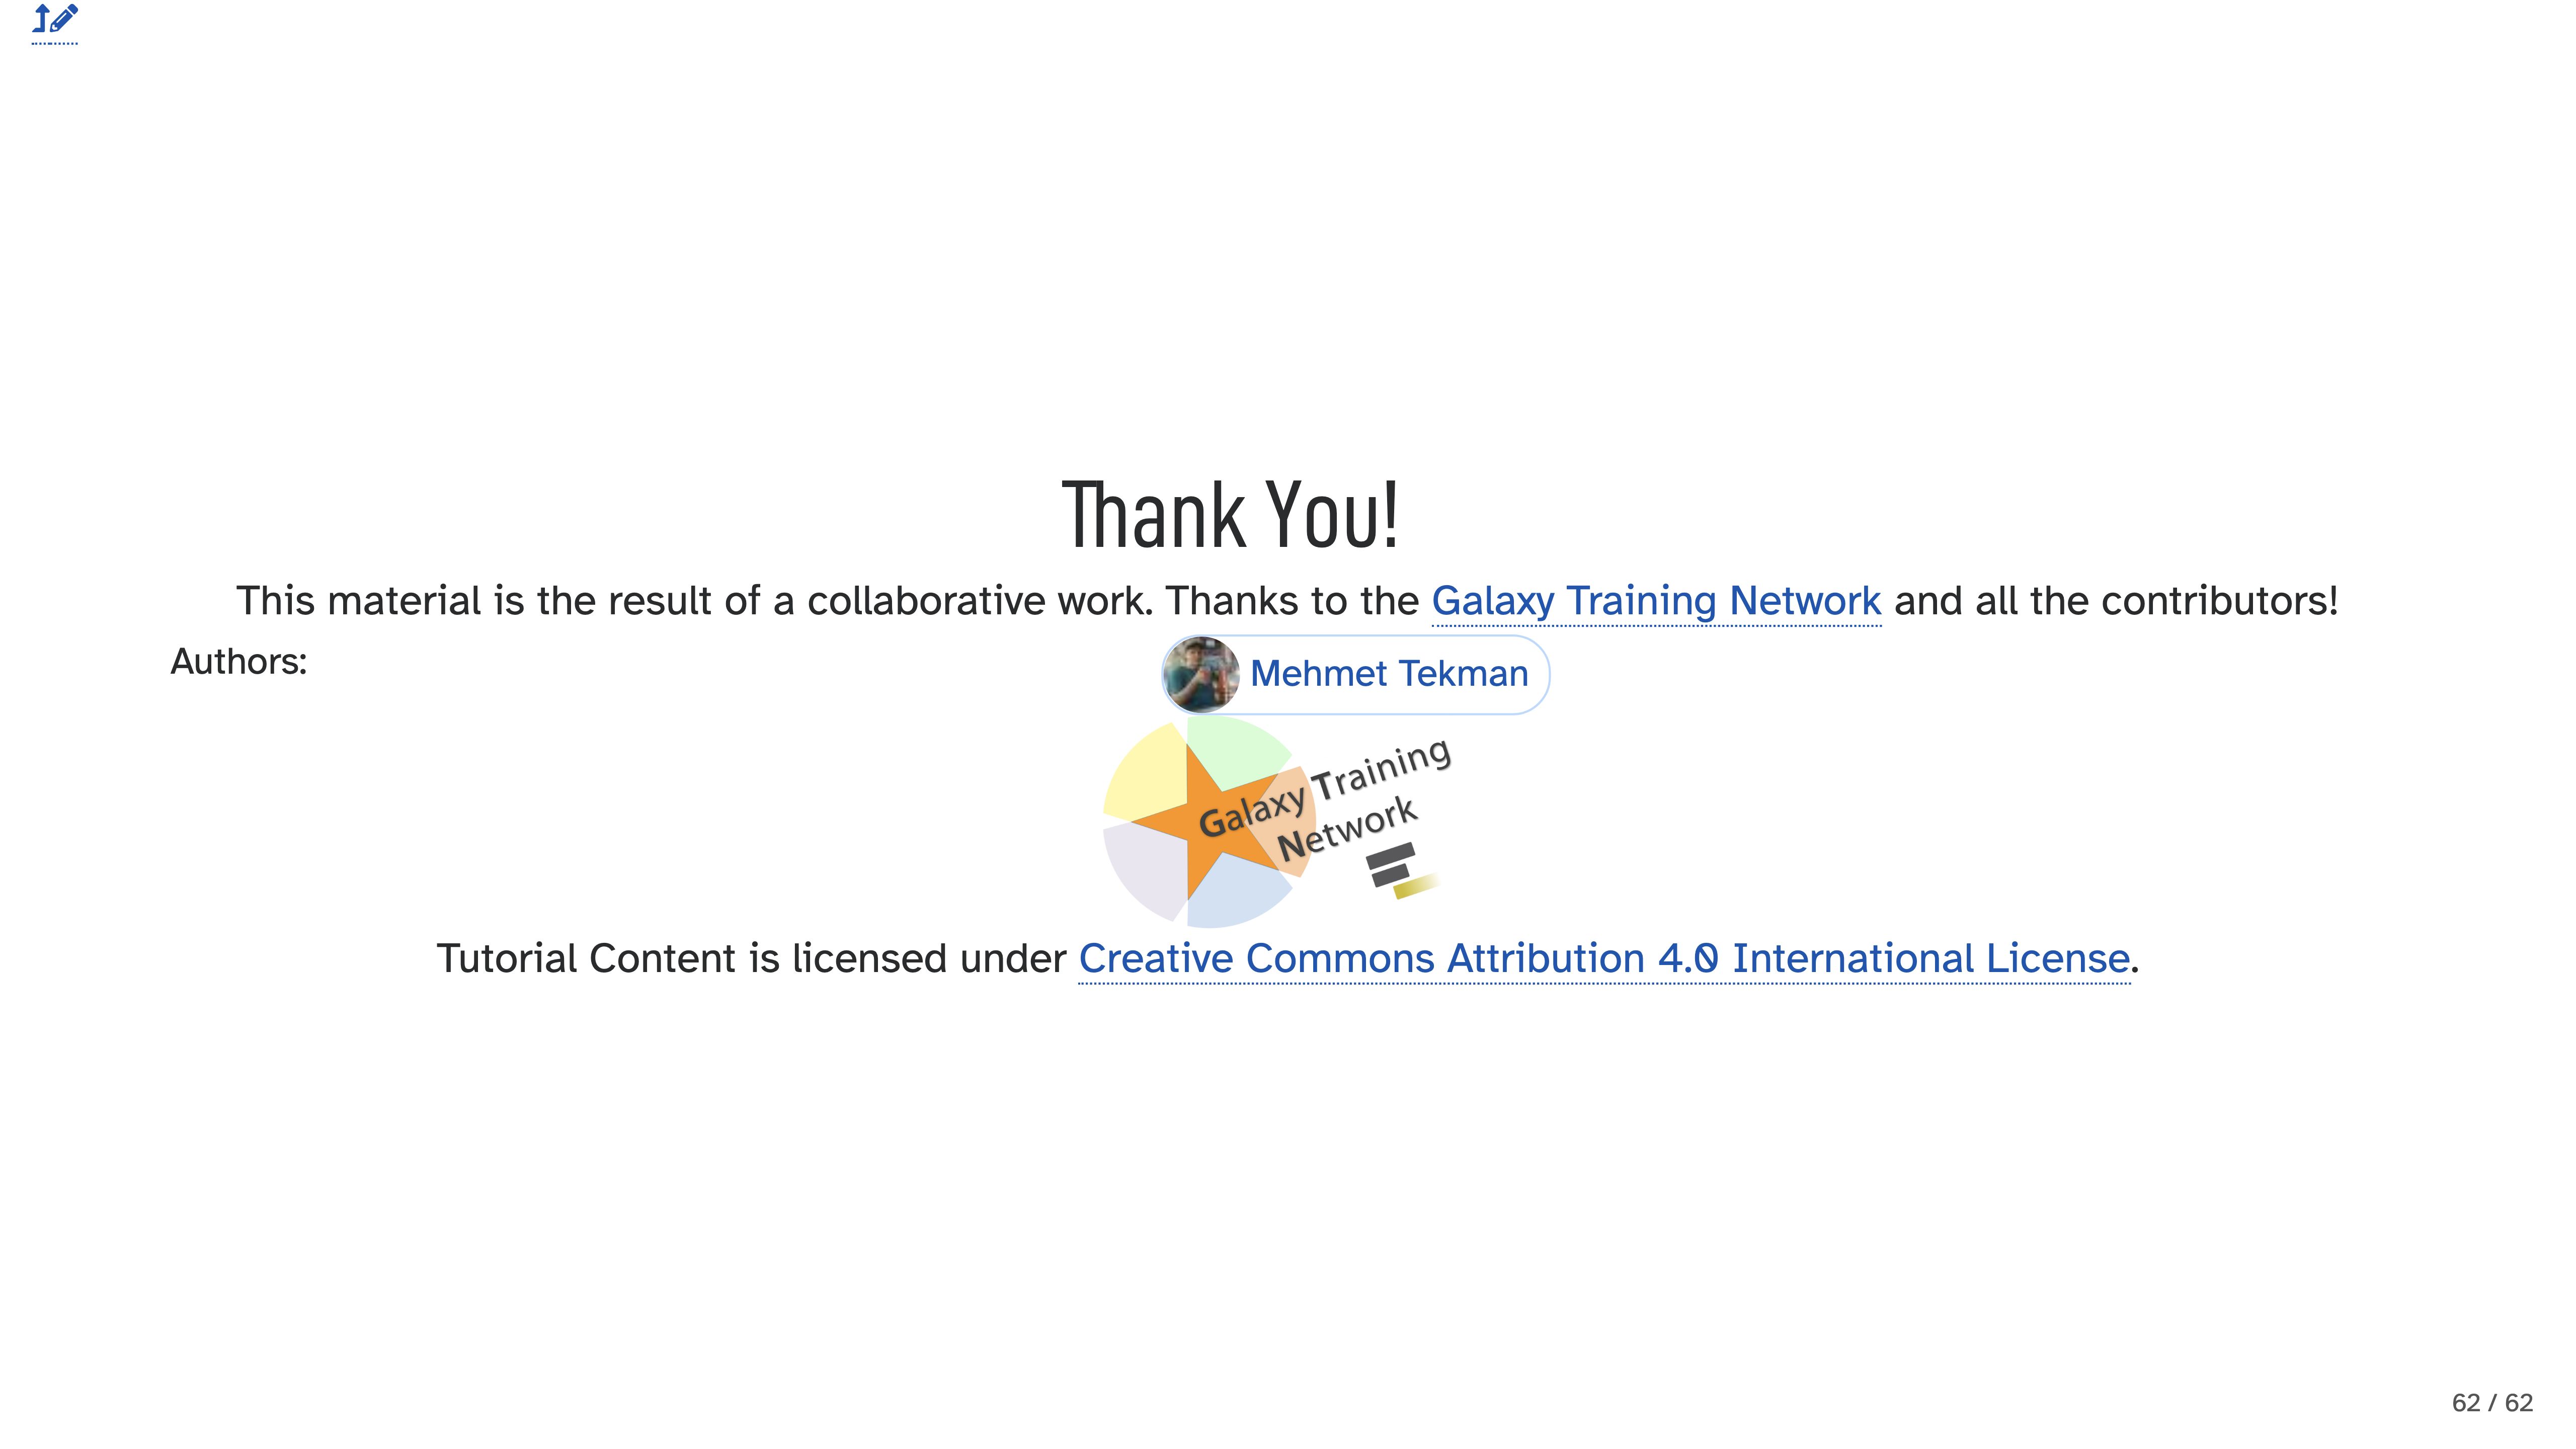 Thank You!
This material is the result of a collaborative work. Thanks to the Galaxy Training Network and all the contributors!
Authors:
Mehmet Tekman
Galaxy Training
Network
Tutorial Content is licensed under Creative Commons Attribution 4.0 International License.
62 / 62